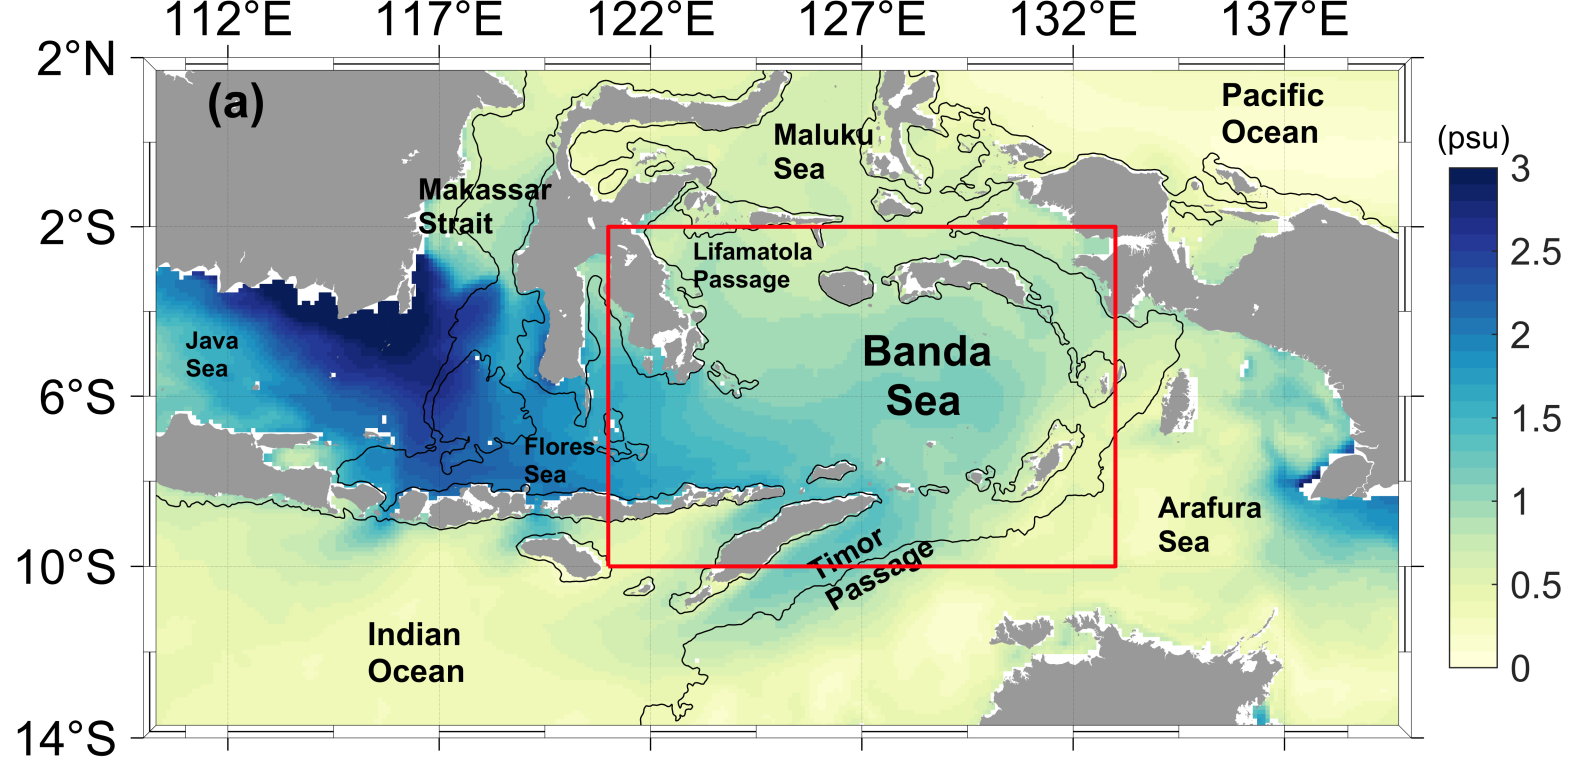 112°E 117°E 122°E 127°E 132°E 137°E
2°N
2°S
6°S
10°S
14°S
(a)
Pacific
Ocean
Maluku
Sea
Makassar
Strait
Lifamatola
Passage
Java
Sea
Banda
Sea
Flores
Sea
Arafura
Sea
Timor
Passage
Indian
Ocean
(psu)
3
2.5
2
1.5
1
0.5
0